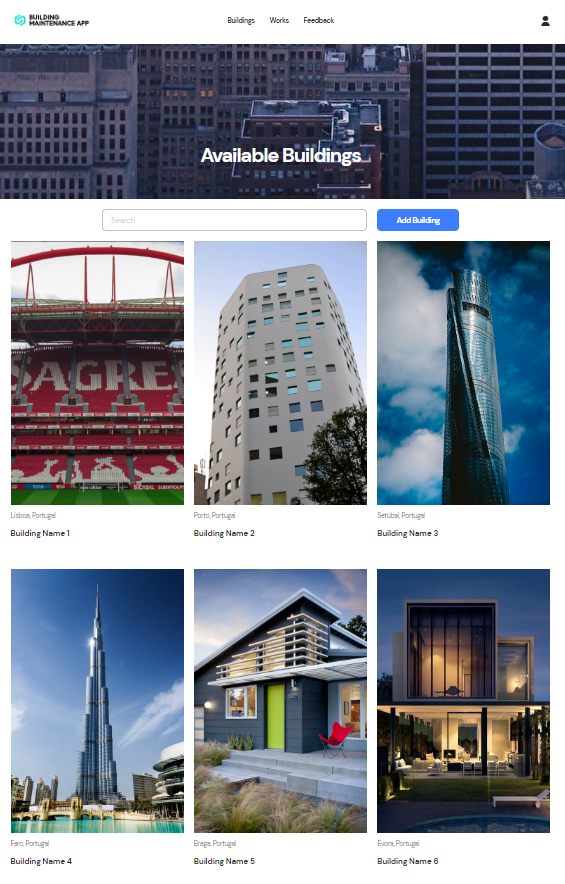 BUILDING
MAINTENANCE APP
Buildings Works Feedback
Available Buildings
Search
Add Building
SAGRES
Lisboa, Portugal
Building Name 1
Porto, Portugal
Building Name 2
Setúbal, Portugal
Building Name 3
Faro, Portugal
Building Name 4
Braga, Portugal
Building Name 5
Evora, Portugal
Building Name 6